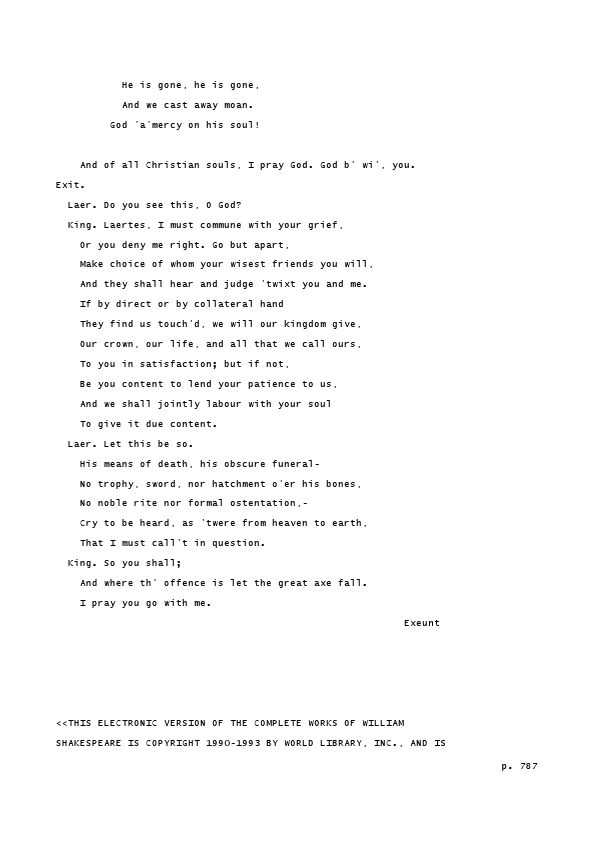 He is gone, he is gone,
And we cast away moan.
God 'a'mercy on his soul!
And of all Christian souls, I pray God. God b' wi', you.
Exit.
Laer. Do you see this, O God?
King. Laertes, I must commune with your grief,
Or you deny me right. Go but apart,
Make choice of whom your wisest friends you will,
And they shall hear and judge 'twixt you and me.
If by direct or by collateral hand
They find us touch'd, we will our kingdom give,
Our crown, our life, and all that we call ours,
To you in satisfaction; but if not,
Be you content to lend your patience to us,
And we shall jointly labour with your soul
To give it due content.
Laer. Let this be so.
His means of death, his obscure funeral-
No trophy, sword, nor hatchment o'er his bones,
No noble rite nor formal ostentation,-
Cry to be heard, as 'twere from heaven to earth,
That I must call't in question.
King. So you shall;
And where th' offence is let the great axe fall.
I pray you go with me.
Exeunt
<<THIS ELECTRONIC VERSION OF THE COMPLETE WORKS OF WILLIAM
SHAKESPEARE IS COPYRIGHT 1990-1993 BY WORLD LIBRARY, INC., AND IS
p. 787